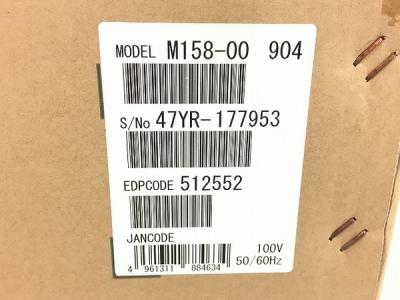 MODEL M158-00 904
S/No 47YR-177953
EDPCODE 512552
JANCODE
100V
4 961311 884634 50/60Hz